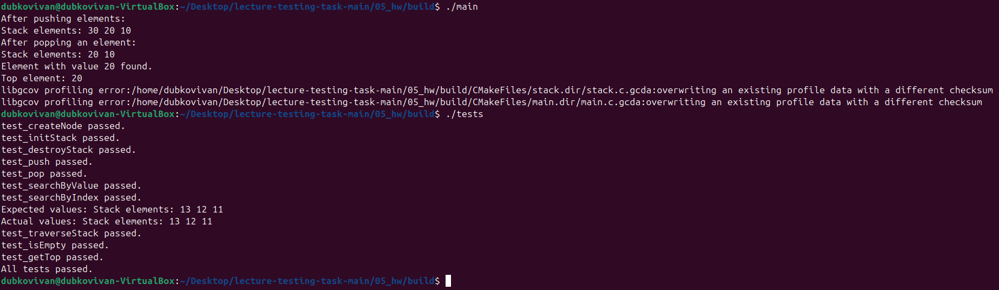 dubkovivan@dubkovivan-VirtualBox:~/Desktop/lecture-testing-task-main/05_hw/build$ ./main
After pushing elements:
Stack elements: 30 20 10
After popping an element:
Stack elements: 20 10
Element with value 20 found.
Top element: 20
libgcov profiling error:/home/dubkovivan/Desktop/lecture-testing-task-main/05_hw/build/CMakeFiles/stack.dir/stack.c.gcda:overwriting an existing profile data with a different checksum
libgcov profiling error:/home/dubkovivan/Desktop/lecture-testing-task-main/05_hw/build/CMakeFiles/main.dir/main.c.gcda:overwriting an existing profile data with a different checksum
dubkovivan@dubkovivan-VirtualBox:~/Desktop/lecture-testing-task-main/05_hw/build$ ./tests
test_createNode passed.
test_initStack passed.
test_destroyStack passed.
test_push passed.
test_pop passed.
test_searchByValue passed.
test_searchByIndex passed.
Expected values: Stack elements: 13 12 11
Actual values: Stack elements: 13 12 11
test_traverseStack passed.
test_isEmpty passed.
test_getTop passed.
All tests passed.
dubkovivan@dubkovivan-VirtualBox:~/Desktop/lecture-testing-task-main/05_hw/build$